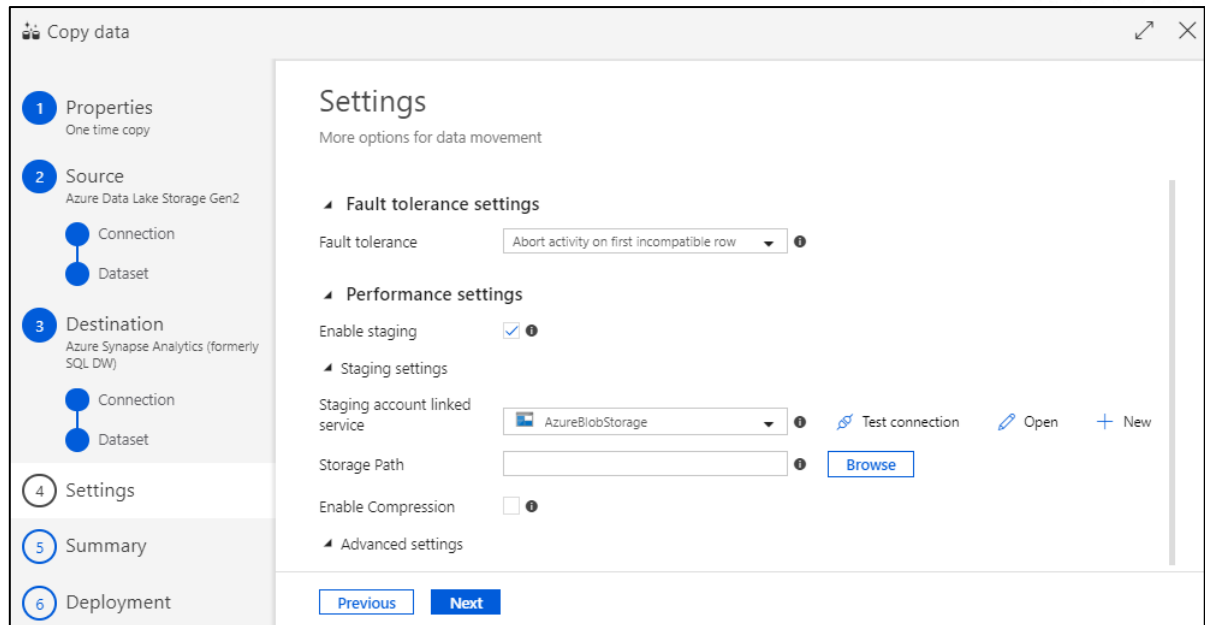 Copy data
1
Properties
One time copy
2
Source
Azure Data Lake Storage Gen2
Connection
Dataset
3
Destination
Azure Synapse Analytics (formerly
SQL DW)
Connection
Dataset
4
Settings
5
Summary
6
Deployment
Settings
More options for data movement
Fault tolerance settings
Fault tolerance
Abort activity on first incompatible row
Performance settings
Enable staging
Staging settings
Staging account linked
service
AzureBlobStorage
Test connection
Open
New
Storage Path
Browse
Enable Compression
Advanced settings
Previous
Next